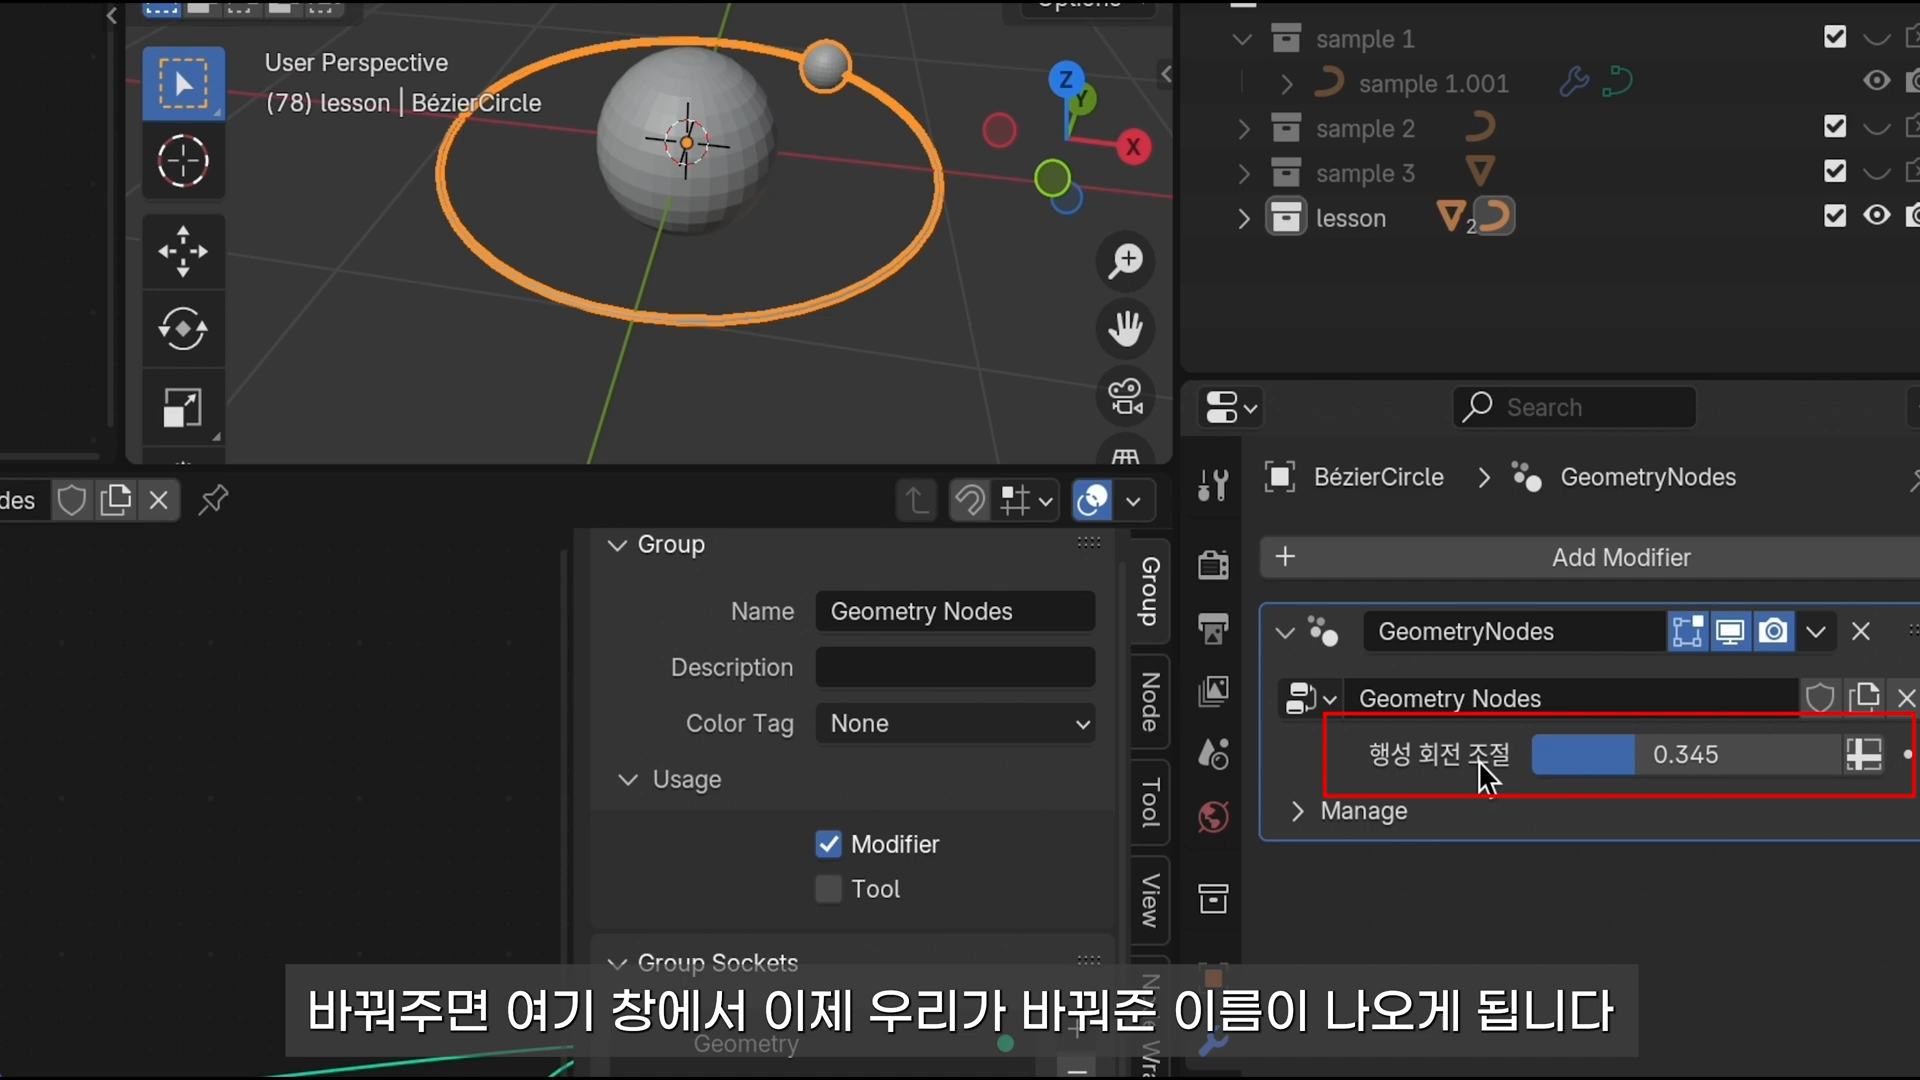 Options
User Perspective
(78) lesson | BézierCircle
Z
Y
X
sample 1
sample 1.001
sample 2
sample 3
lesson
2
Search
BézierCircle
GeometryNodes
Add Modifier
GeometryNodes
Geometry Nodes
행성 회전 조절
0.345
Manage
des
Group
Name
Geometry Nodes
Description
Color Tag
None
Usage
Modifier
Tool
Group Sockets
Geometry
Group
Node
Tool
View
바꿔주면 여기 창에서 이제 우리가 바꿔준 이름이 나오게 됩니다